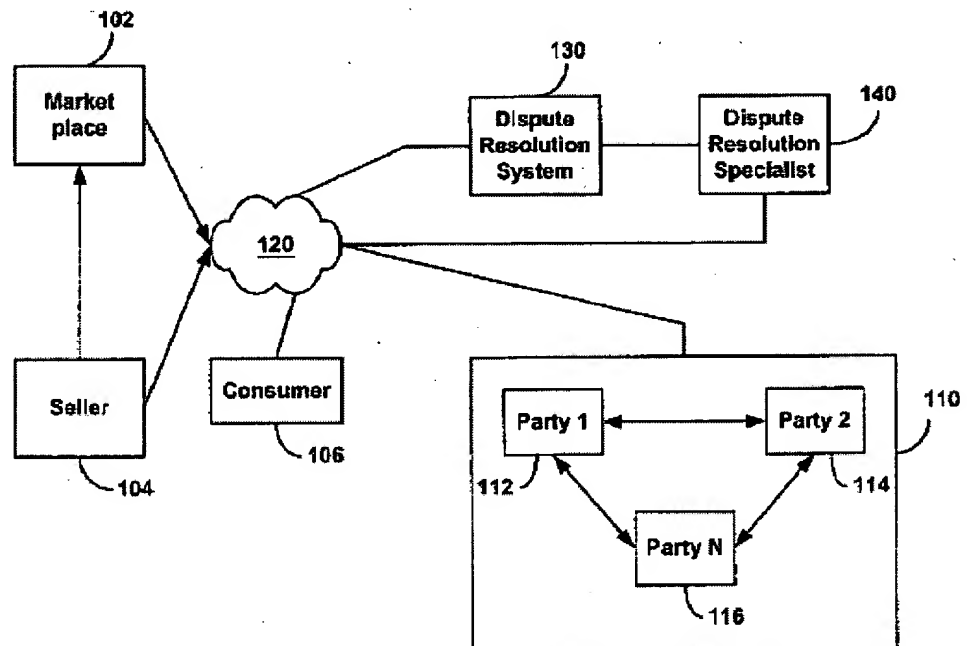 102
Market
place
130
Dispute
Resolution
System
140
Dispute
Resolution
Specialist
120
Seller
104
Consumer
106
110
Party 1
112
Party 2
114
Party N
116